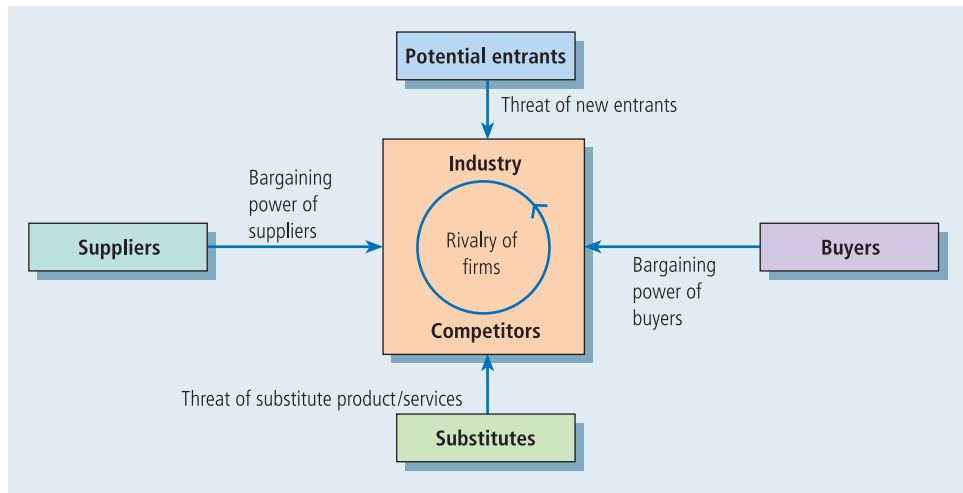 Potential entrants
Threat of new entrants
Industry
Bargaining
power of
suppliers
Suppliers
Rivalry of
firms
Buyers
Bargaining
power of
buyers
Competitors
Threat of substitute product/services
Substitutes